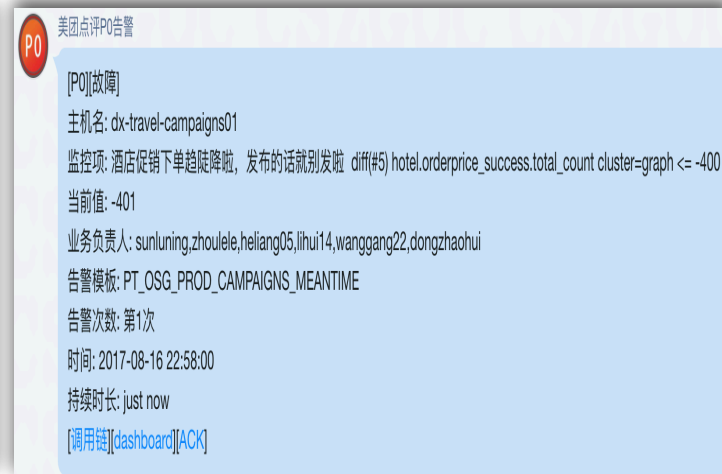 P0
美团点评P0告警
[P0][故障]
主机名: dx-travel-campaigns01
监控项: 酒店促销下单趋陡降啦，发布的话就别发啦 diff(#5) hotel.orderprice_success.total_count cluster=graph <= -400
当前值: -401
业务负责人: sunluning,zhoulele,heliang05,lihui14,wanggang22,dongzhaohui
告警模板: PT_OSG_PROD_CAMPAIGNS_MEANTIME
告警次数: 第1次
时间: 2017-08-16 22:58:00
持续时长: just now
[调用链][dashboard][ACK]